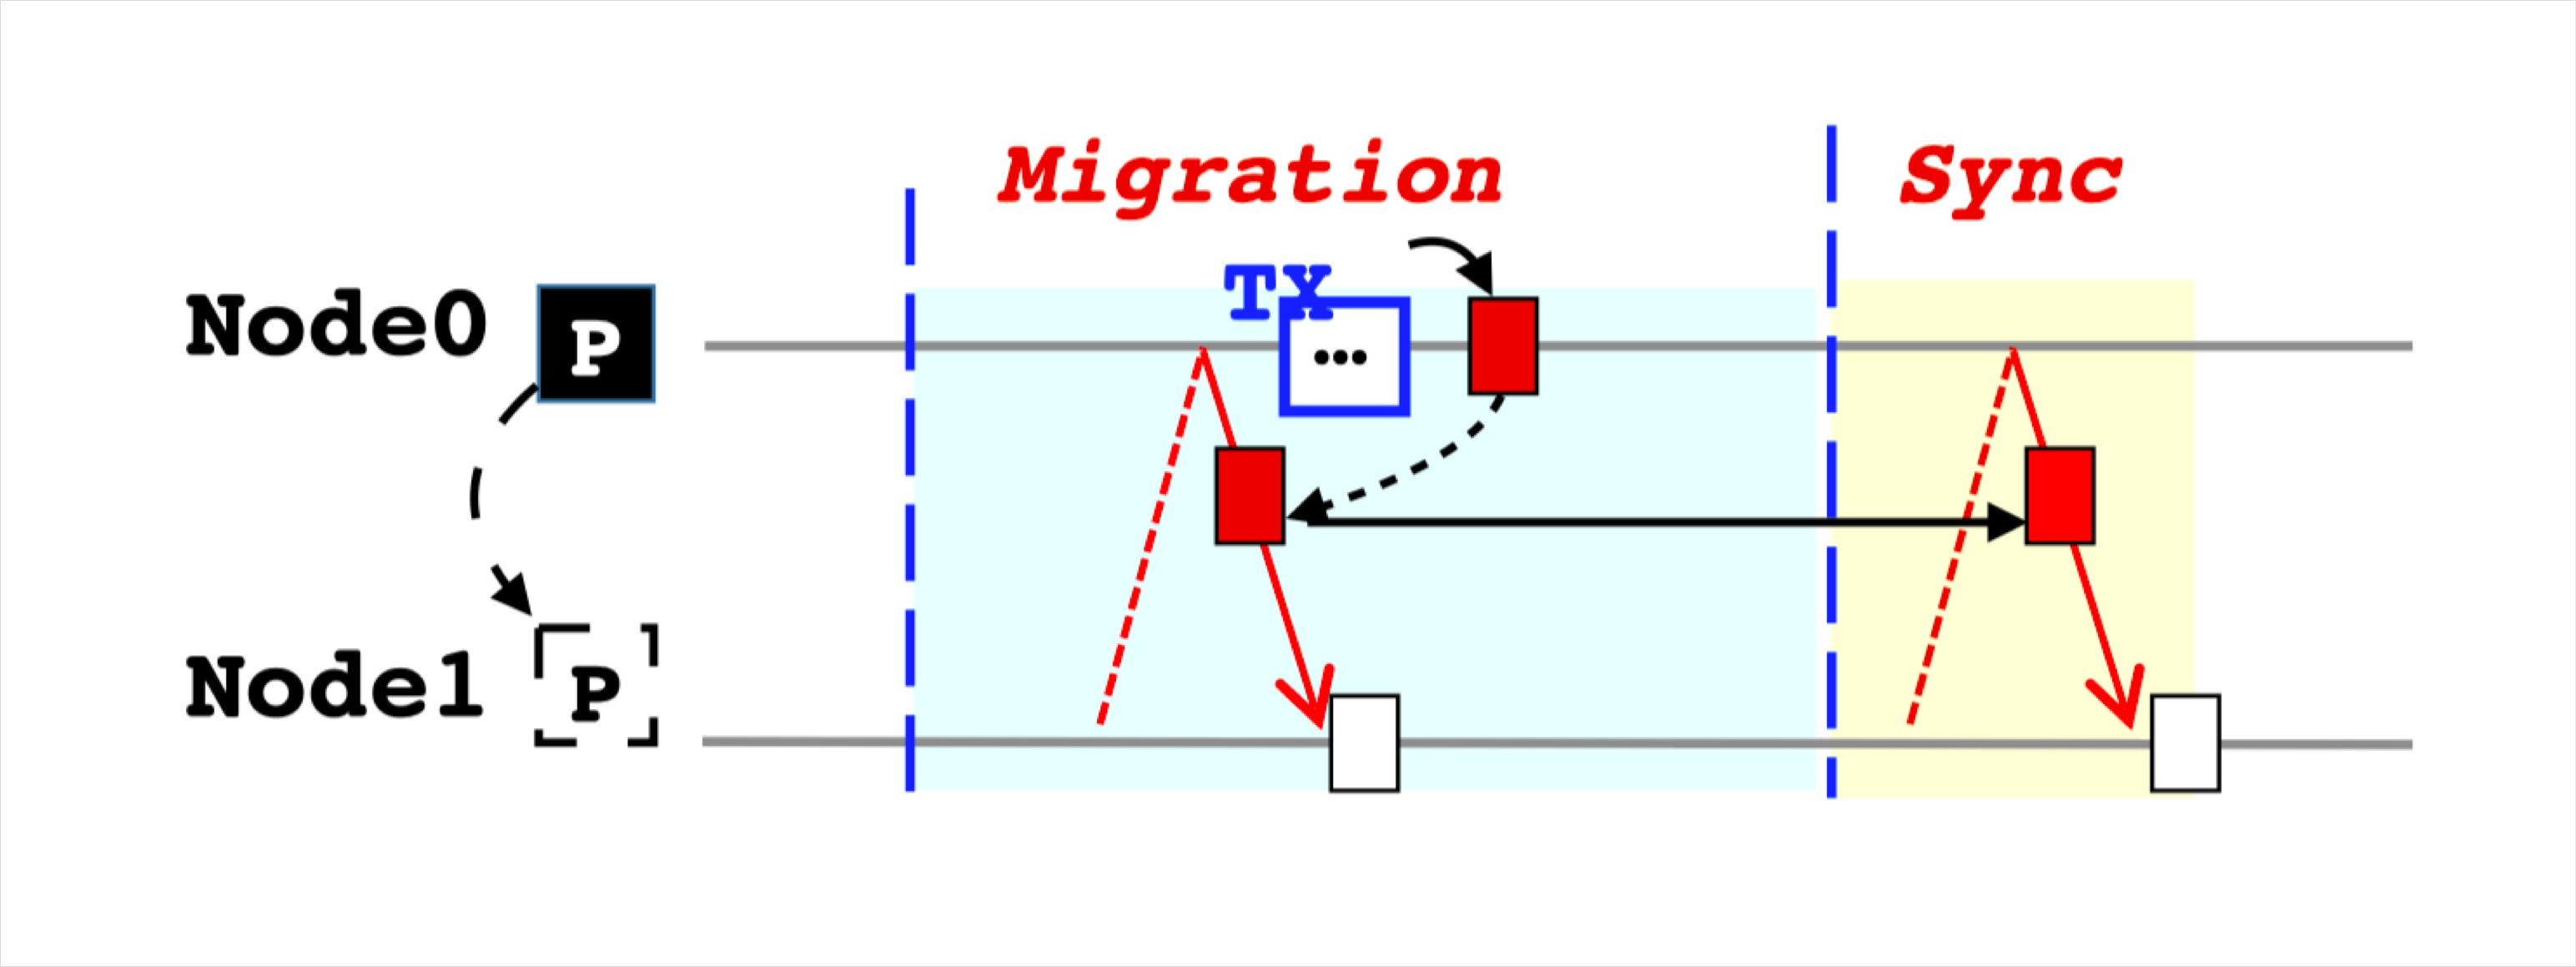 Migration
Sync
TX
Node0
P
...
Node1
P